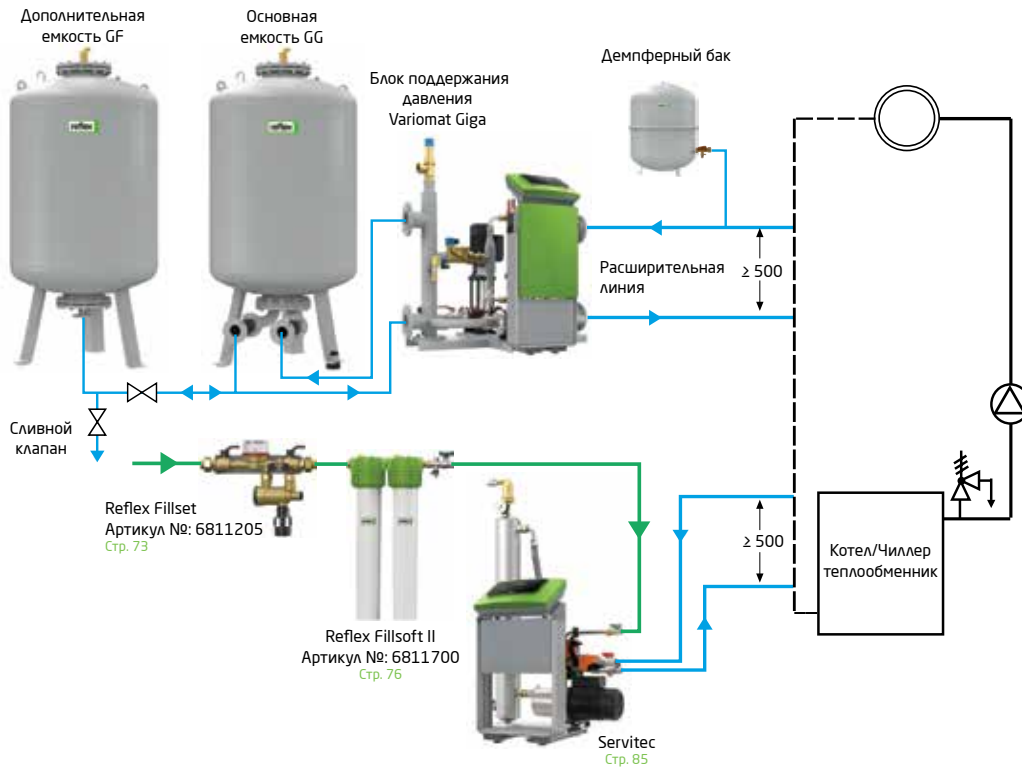 Дополнительная
емкость GF
Основная
емкость GG
Блок поддержания
давления
Variomat Giga
Демпферный бак
reflex
reflex
Расширительная
линия
≥ 500
Сливной
клапан
Reflex Fillset
Артикул №: 6811205
Стр. 73
≥ 500
Котел/Чиллер
теплообменник
Reflex Fillsoft II
Артикул №: 6811700
Стр. 76
Servitec
Стр. 85